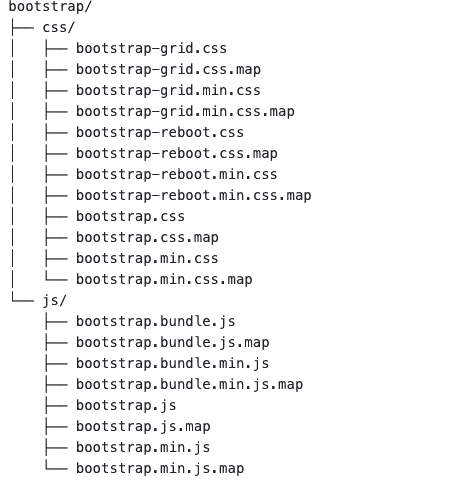 bootstrap/
├── css/
│   ├── bootstrap-grid.css
│   ├── bootstrap-grid.css.map
│   ├── bootstrap-grid.min.css
│   ├── bootstrap-grid.min.css.map
│   ├── bootstrap-reboot.css
│   ├── bootstrap-reboot.css.map
│   ├── bootstrap-reboot.min.css
│   ├── bootstrap-reboot.min.css.map
│   ├── bootstrap.css
│   ├── bootstrap.css.map
│   ├── bootstrap.min.css
│   └── bootstrap.min.css.map
└── js/
    ├── bootstrap.bundle.js
    ├── bootstrap.bundle.js.map
    ├── bootstrap.bundle.min.js
    ├── bootstrap.bundle.min.js.map
    ├── bootstrap.js
    ├── bootstrap.js.map
    ├── bootstrap.min.js
    └── bootstrap.min.js.map